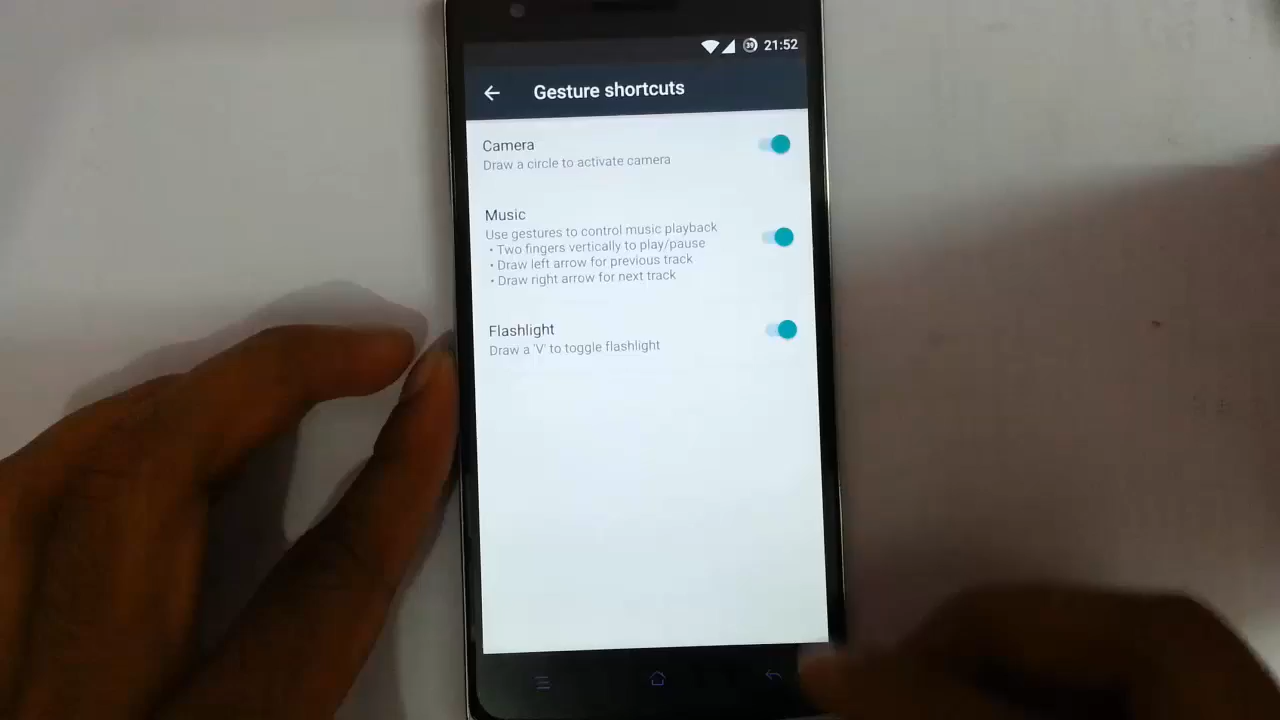 39 21:52
Gesture shortcuts
Camera
Draw a circle to activate camera
Music
Use gestures to control music playback
• Two fingers vertically to play/pause
• Draw left arrow for previous track
• Draw right arrow for next track
Flashlight
Draw a 'V' to toggle flashlight